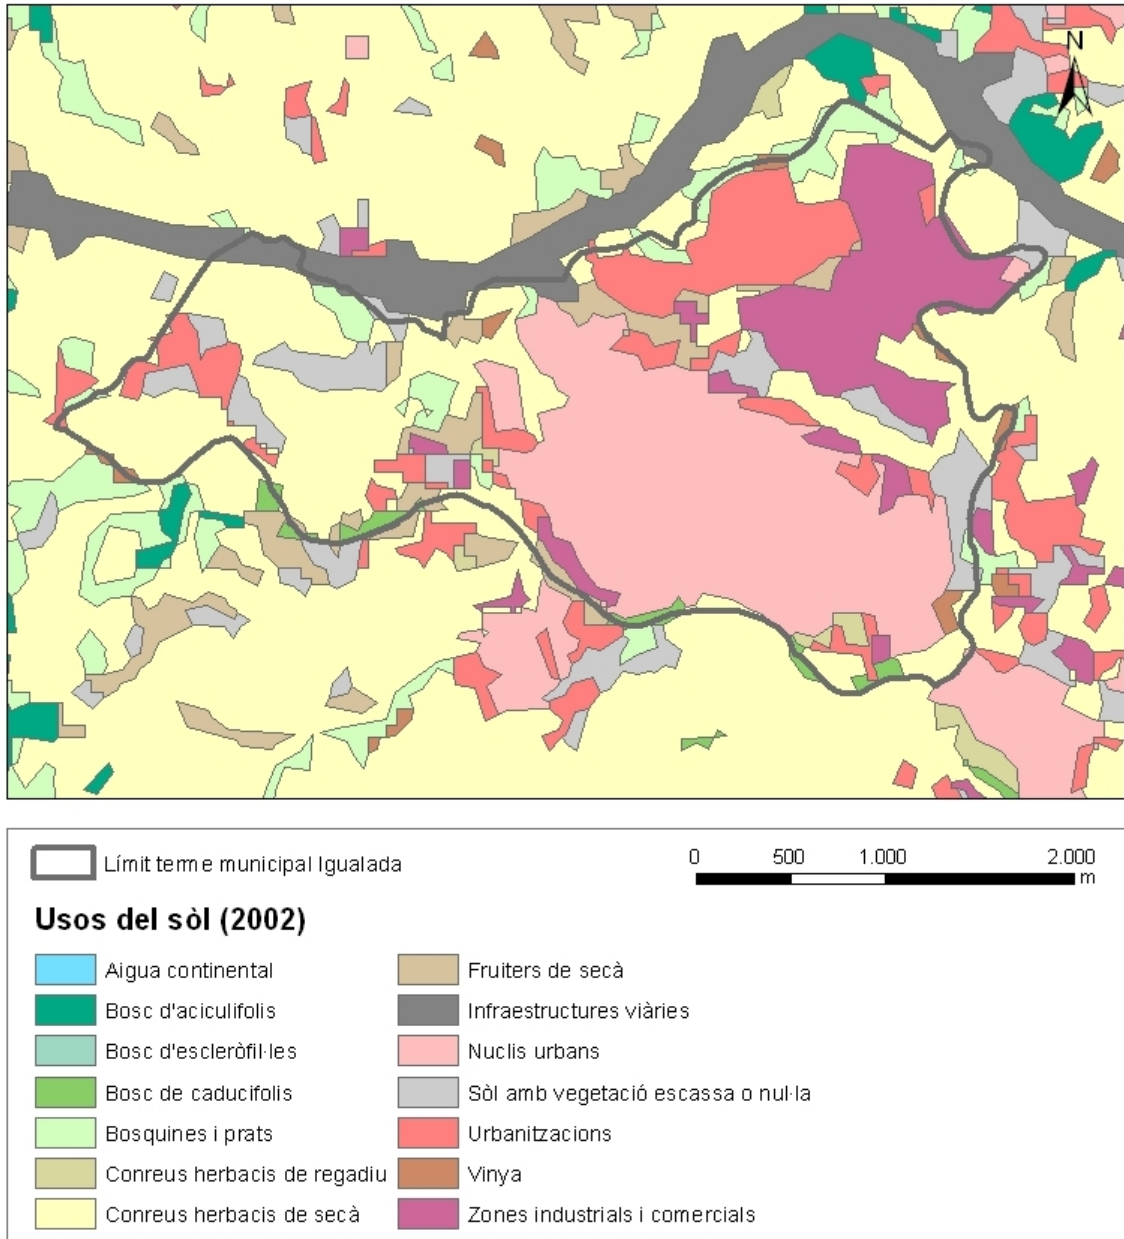 N
Límit terme municipal Igualada
0 500 1.000 2.000
m
Usos del sòl (2002)
Aigua continental
Bosc d'aciculifolis
Bosc d'escleròfil·les
Bosc de caducifolis
Bosquines i prats
Conreus herbacis de regadiu
Conreus herbacis de secà
Fruiters de secà
Infraestructures viàries
Nuclis urbans
Sòl amb vegetació escassa o nul·la
Urbanitzacions
Vinya
Zones industrials i comercials